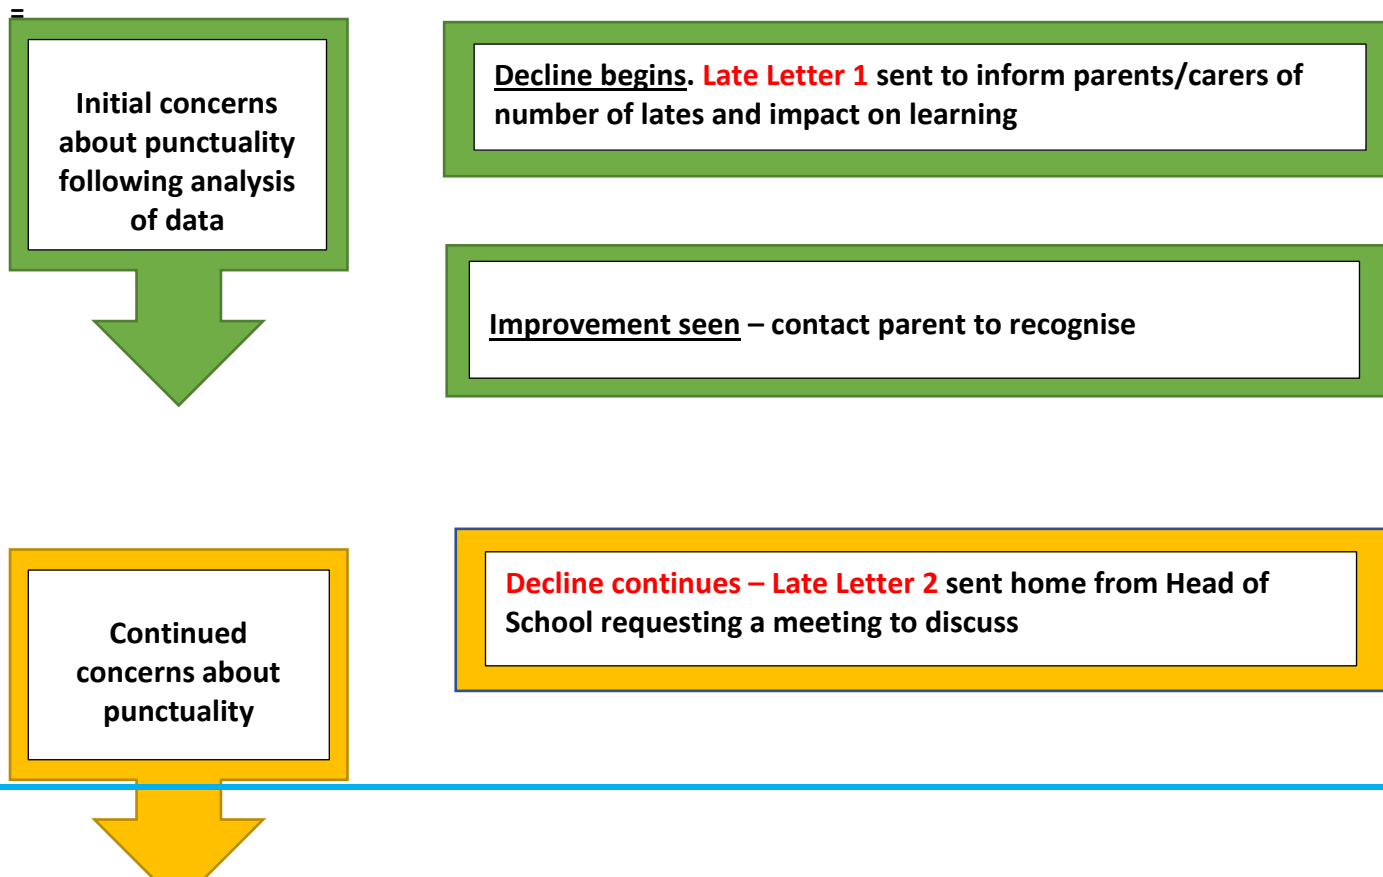 =
Initial concerns
about punctuality
following analysis
of data
Decline begins. Late Letter 1 sent to inform parents/carers of
number of lates and impact on learning
Improvement seen – contact parent to recognise
Continued
concerns about
punctuality
Decline continues – Late Letter 2 sent home from Head of
School requesting a meeting to discuss